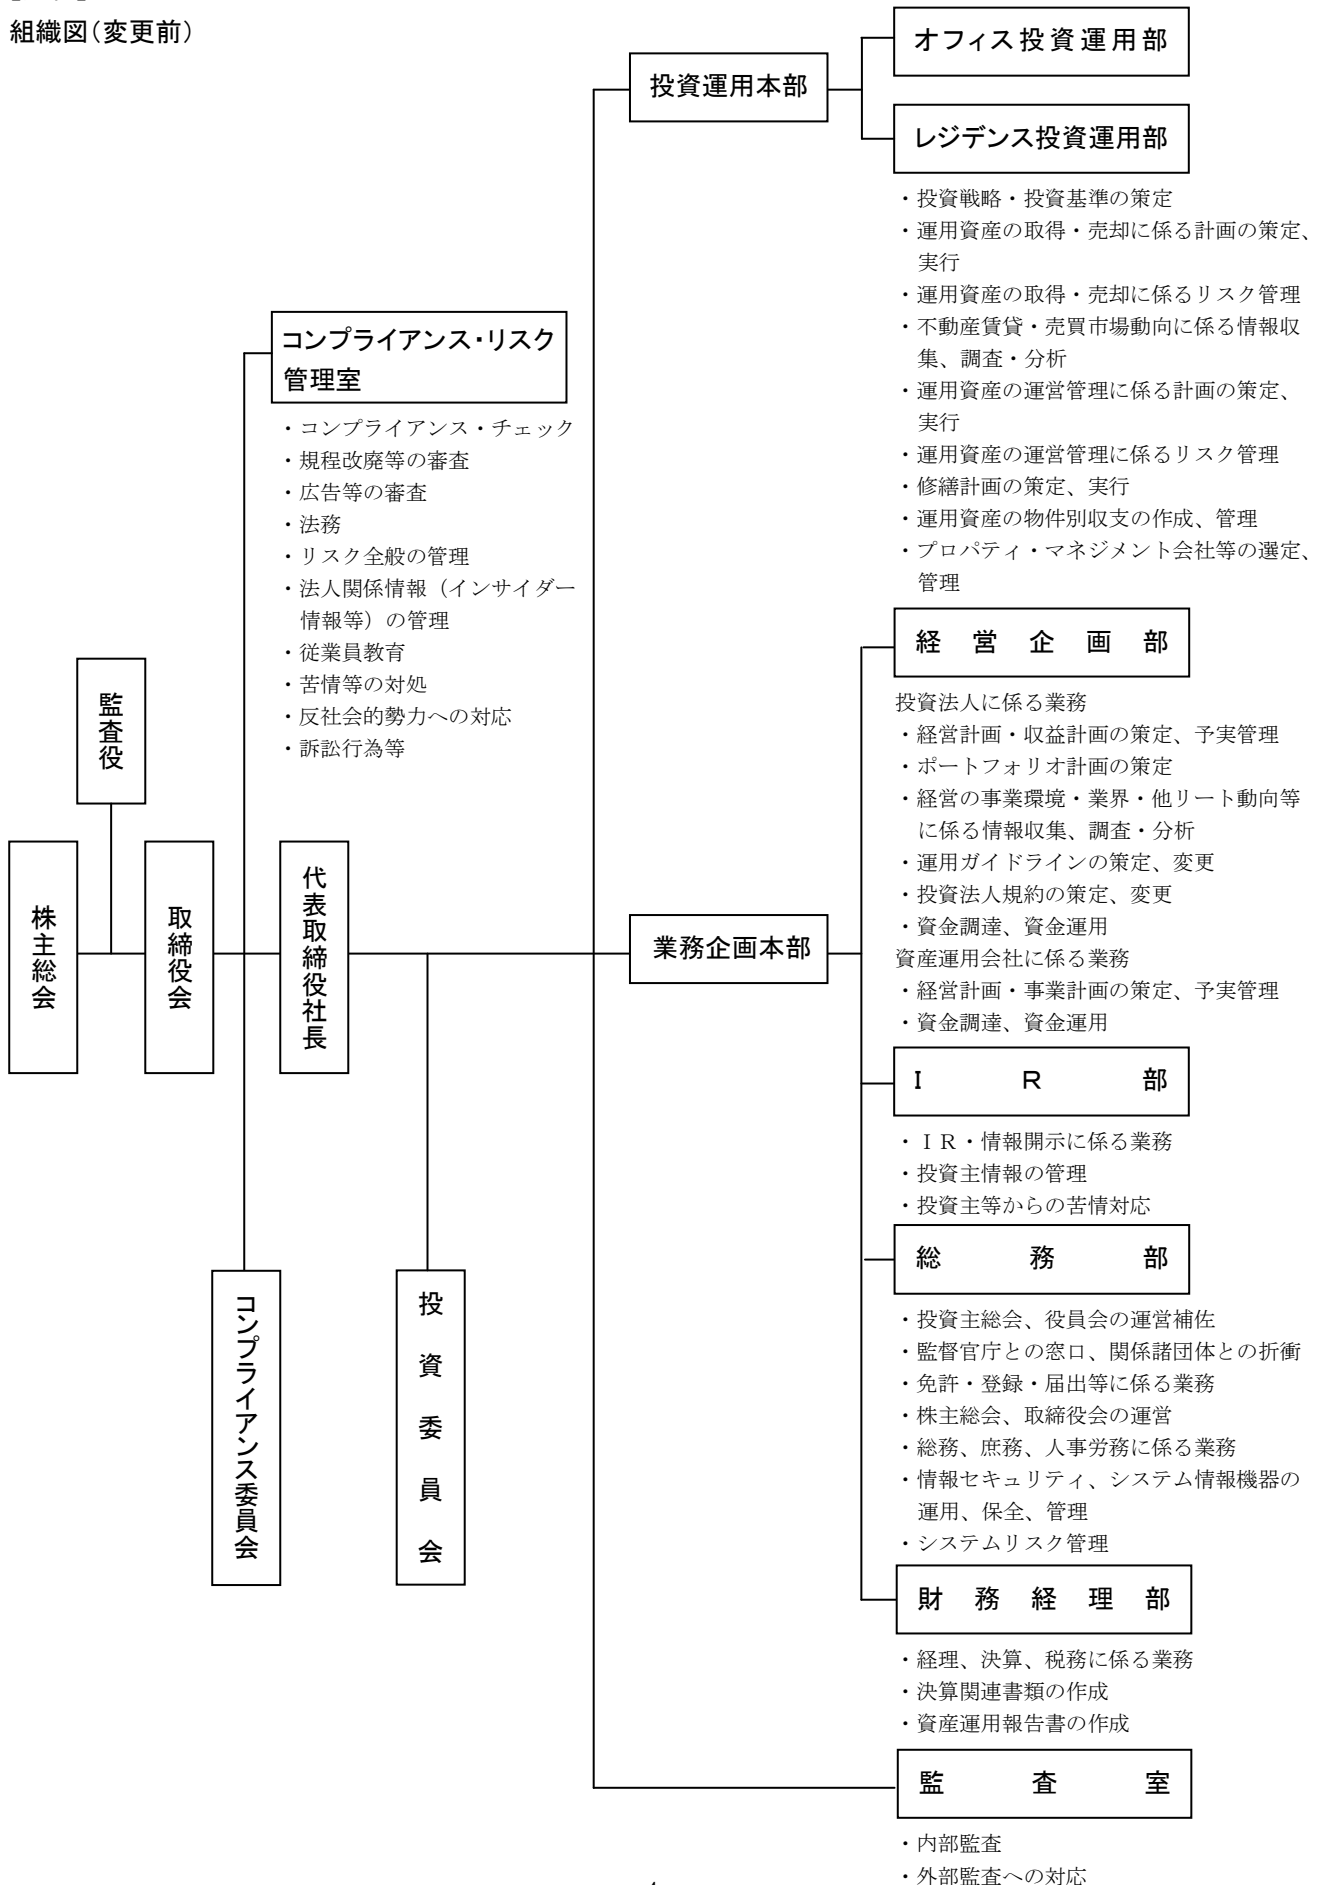 組織図（変更前）
オフィス投資運用部
投資運用本部
レジデンス投資運用部
・投資戦略・投資基準の策定
・運用資産の取得・売却に係る計画の策定、
実行
・運用資産の取得・売却に係るリスク管理
・不動産賃貸・売買市場動向に係る情報収
集、調査・分析
・運用資産の運営管理に係る計画の策定、
実行
・運用資産の運営管理に係るリスク管理
・修繕計画の策定、実行
・運用資産の物件別収支の作成、管理
・プロパティ・マネジメント会社等の選定、
管理
コンプライアンス・リスク
管理室
・コンプライアンス・チェック
・規程改廃等の審査
・広告等の審査
・法務
・リスク全般の管理
・法人関係情報（インサイダー
情報等）の管理
・従業員教育
・苦情等の対処
・反社会的勢力への対応
・訴訟行為等
監査役
株主総会
取締役会
代表取締役社長
業務企画本部
経営企画部
投資法人に係る業務
・経営計画・収益計画の策定、予実管理
・ポートフォリオ計画の策定
・経営の事業環境・業界・他リート動向等
に係る情報収集、調査・分析
・運用ガイドラインの策定、変更
・投資法人規約の策定、変更
・資金調達、資金運用
資産運用会社に係る業務
・経営計画・事業計画の策定、予実管理
・資金調達、資金運用
ＩＲ部
・ＩＲ・情報開示に係る業務
・投資主情報の管理
・投資主等からの苦情対応
総務部
・投資主総会、役員会の運営補佐
・監督官庁との窓口、関係諸団体との折衝
・免許・登録・届出等に係る業務
・株主総会、取締役会の運営
・総務、庶務、人事労務に係る業務
・情報セキュリティ、システム情報機器の
運用、保全、管理
・システムリスク管理
コンプライアンス委員会
投資委員会
財務経理部
・経理、決算、税務に係る業務
・決算関連書類の作成
・資産運用報告書の作成
監査室
・内部監査
・外部監査への対応